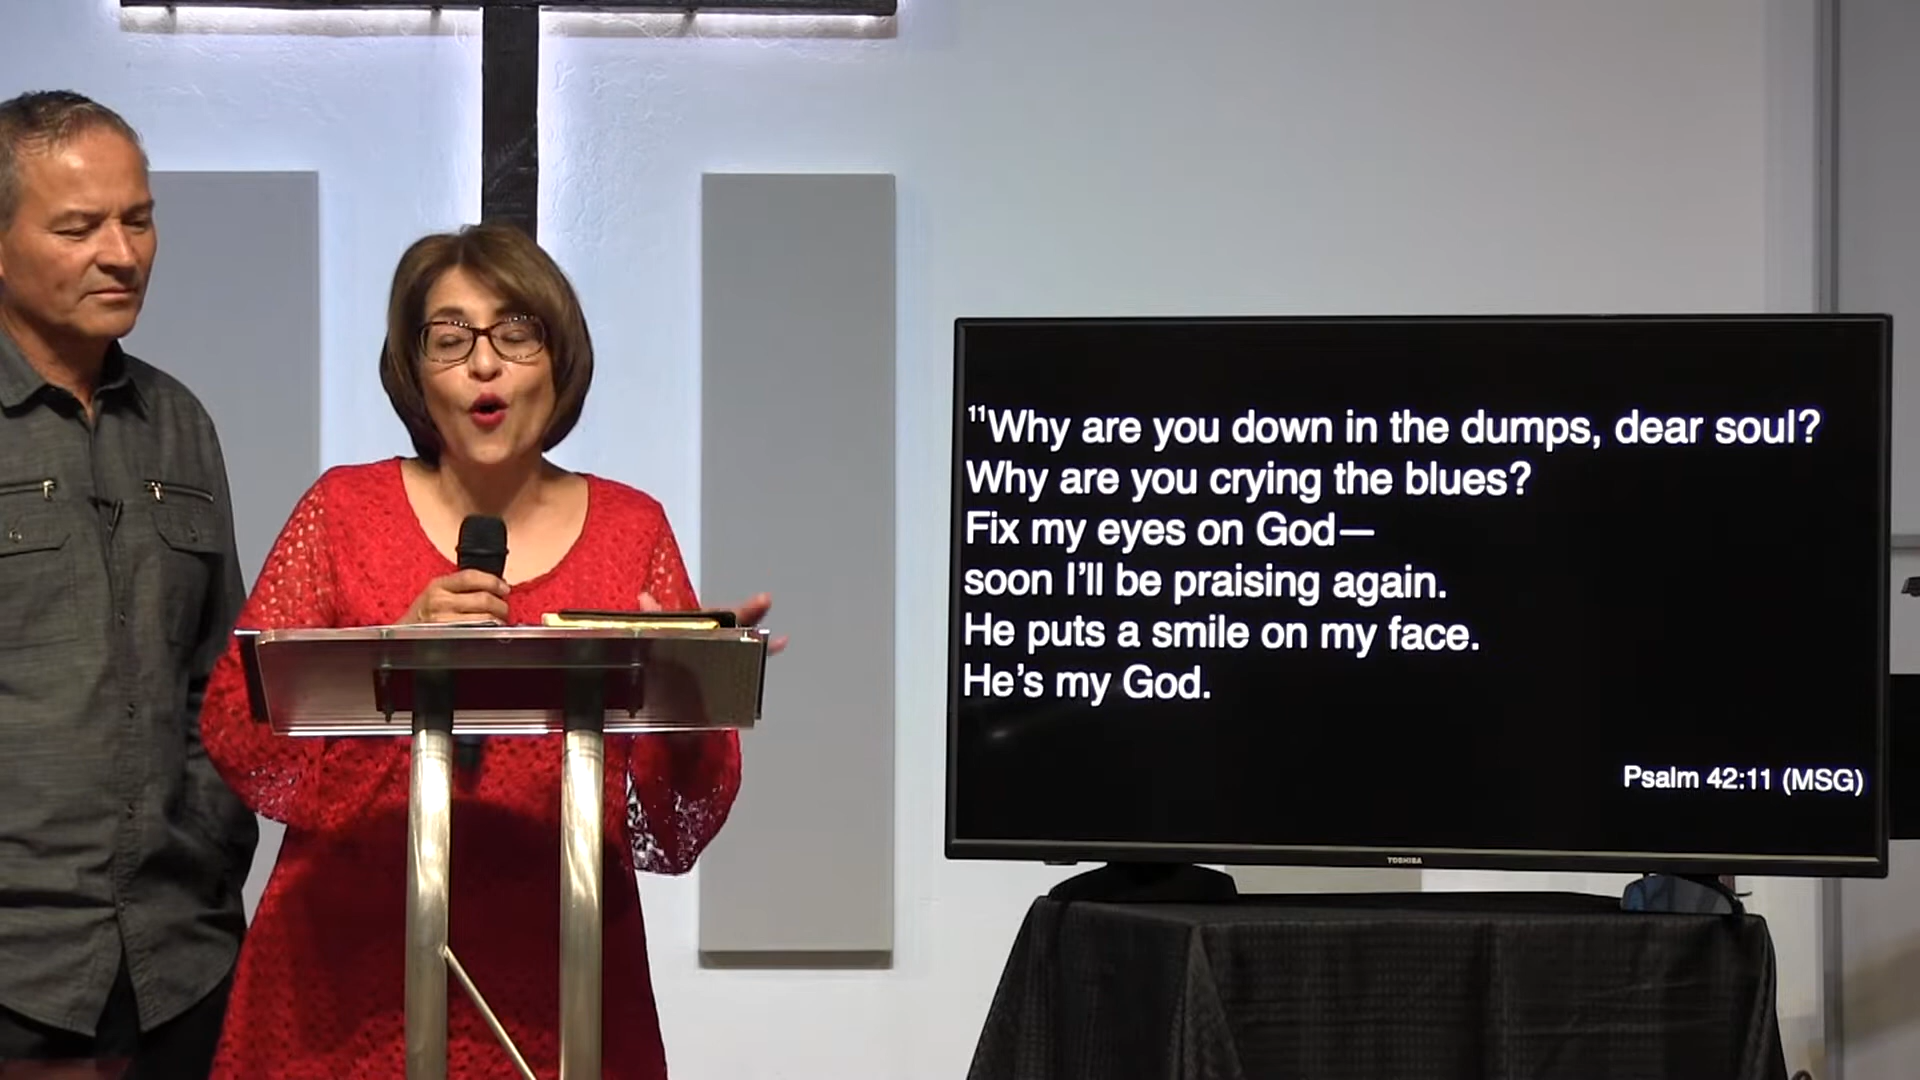 ¹¹Why are you down in the dumps, dear soul?
Why are you crying the blues?
Fix my eyes on God—
soon I’ll be praising again.
He puts a smile on my face.
He’s my God.
Psalm 42:11 (MSG)
TOSHIBA